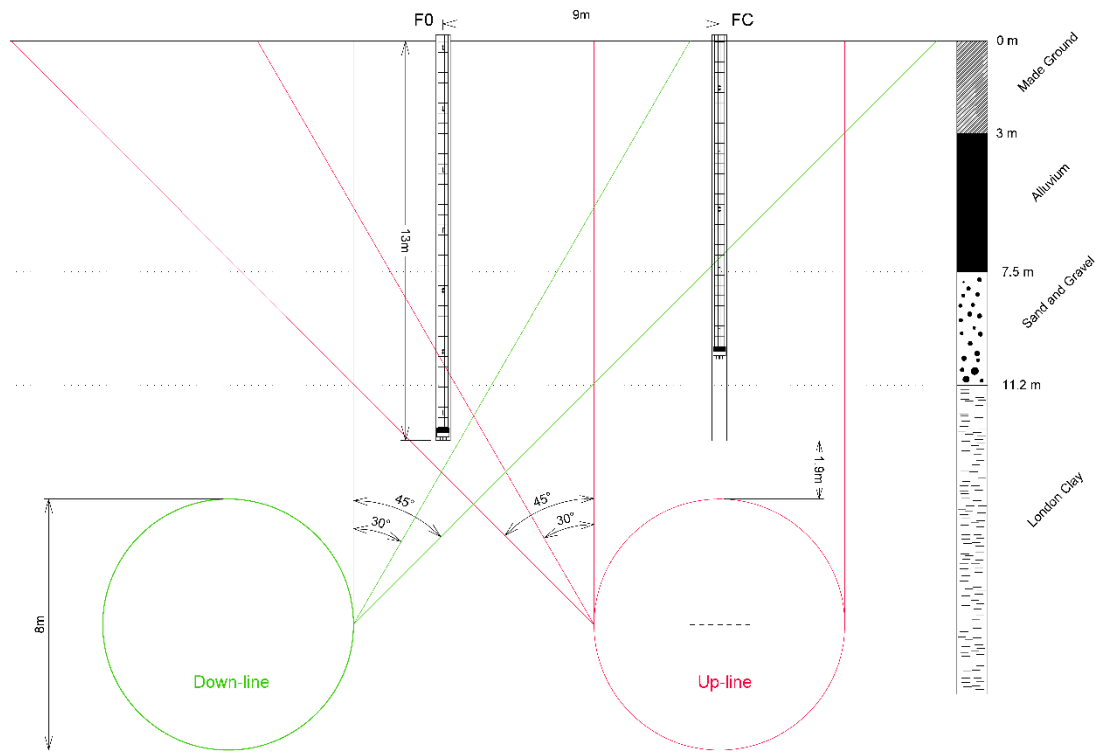 9m
F0
FC
0 m
Made Ground
3 m
Alluvium
13m
7.5 m
Sand and Gravel
11.2 m
1.9m
London Clay
45°
30°
45°
30°
8m
Down-line
Up-line